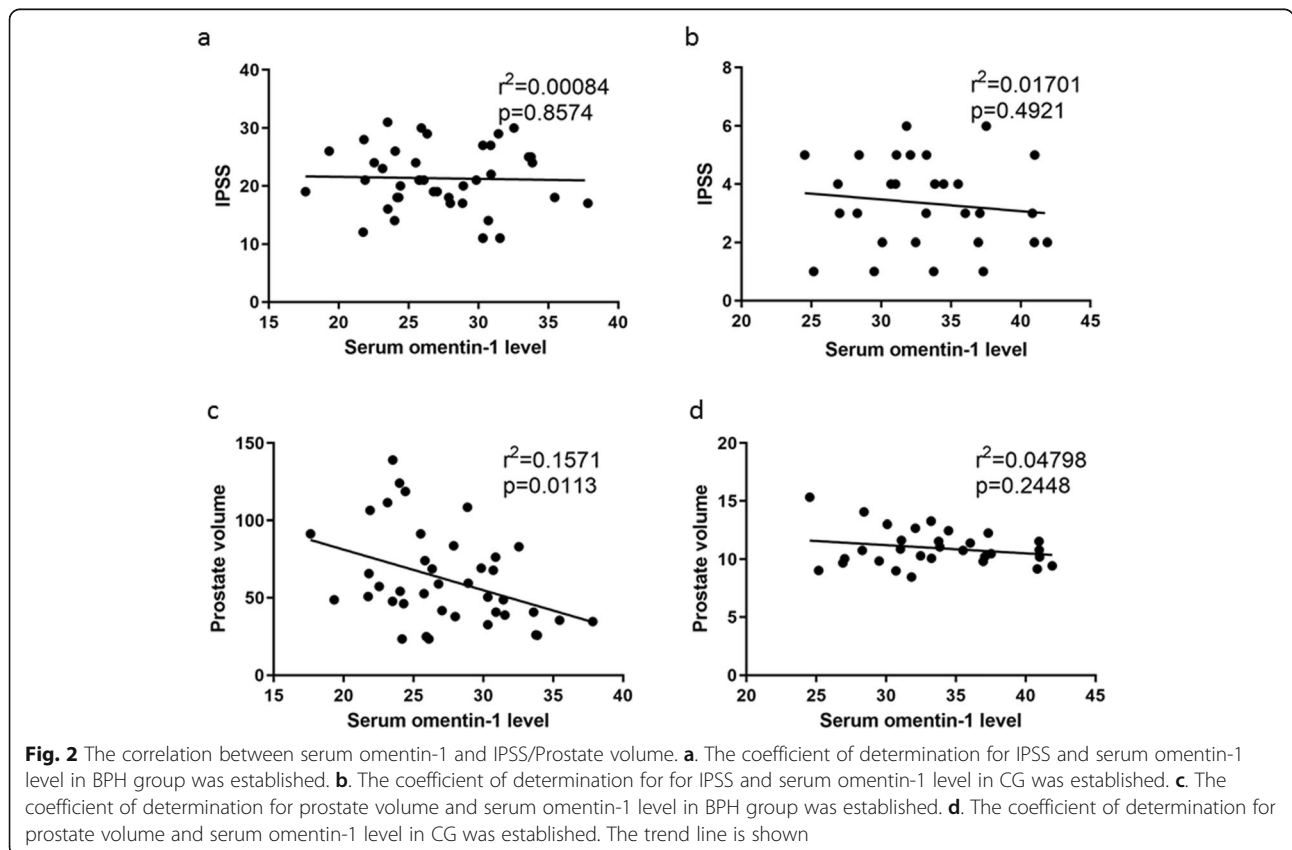 a
r²=0.00084
p=0.8574
40
30
20
10
0
IPSS
15 20 25 30 35 40
Serum omentin-1 level
b
r²=0.01701
p=0.4921
8
6
4
2
0
IPSS
20 25 30 35 40 45
Serum omentin-1 level
c
r²=0.1571
p=0.0113
150
100
50
0
Prostate volume
15 20 25 30 35 40
Serum omentin-1 level
d
r²=0.04798
p=0.2448
20
15
10
5
0
Prostate volume
20 25 30 35 40 45
Serum omentin-1 level
Fig. 2 The correlation between serum omentin-1 and IPSS/Prostate volume. a. The coefficient of determination for IPSS and serum omentin-1
level in BPH group was established. b. The coefficient of determination for for IPSS and serum omentin-1 level in CG was established. c. The
coefficient of determination for prostate volume and serum omentin-1 level in BPH group was established. d. The coefficient of determination for
prostate volume and serum omentin-1 level in CG was established. The trend line is shown